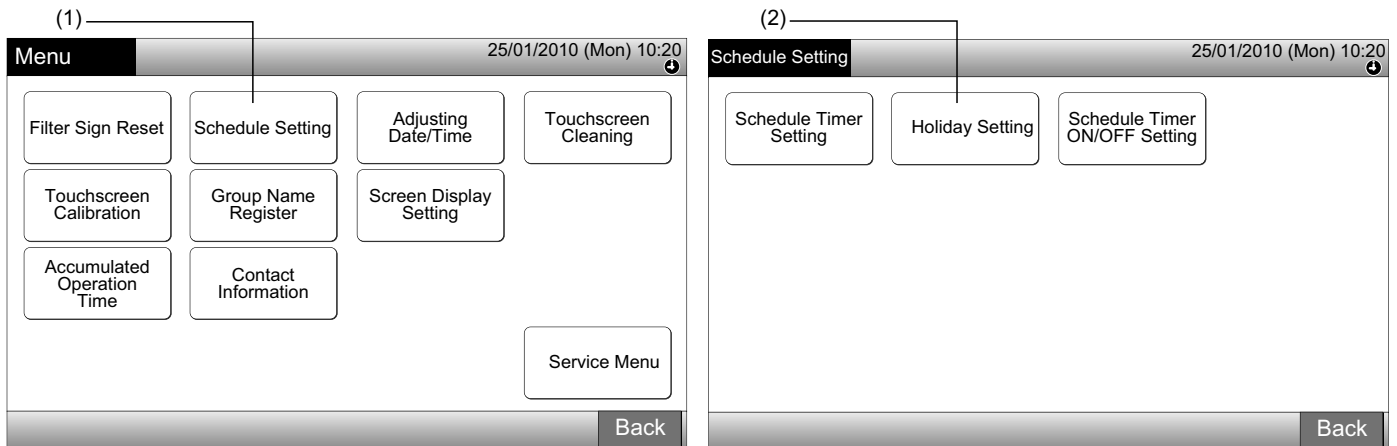 (1)
Menu
25/01/2010 (Mon) 10:20
Filter Sign Reset
Schedule Setting
Adjusting
Date/Time
Touchscreen
Cleaning
Touchscreen
Calibration
Group Name
Register
Screen Display
Setting
Accumulated
Operation
Time
Contact
Information
Service Menu
Back
(2)
Schedule Setting
25/01/2010 (Mon) 10:20
Schedule Timer
Setting
Holiday Setting
Schedule Timer
ON/OFF Setting
Back